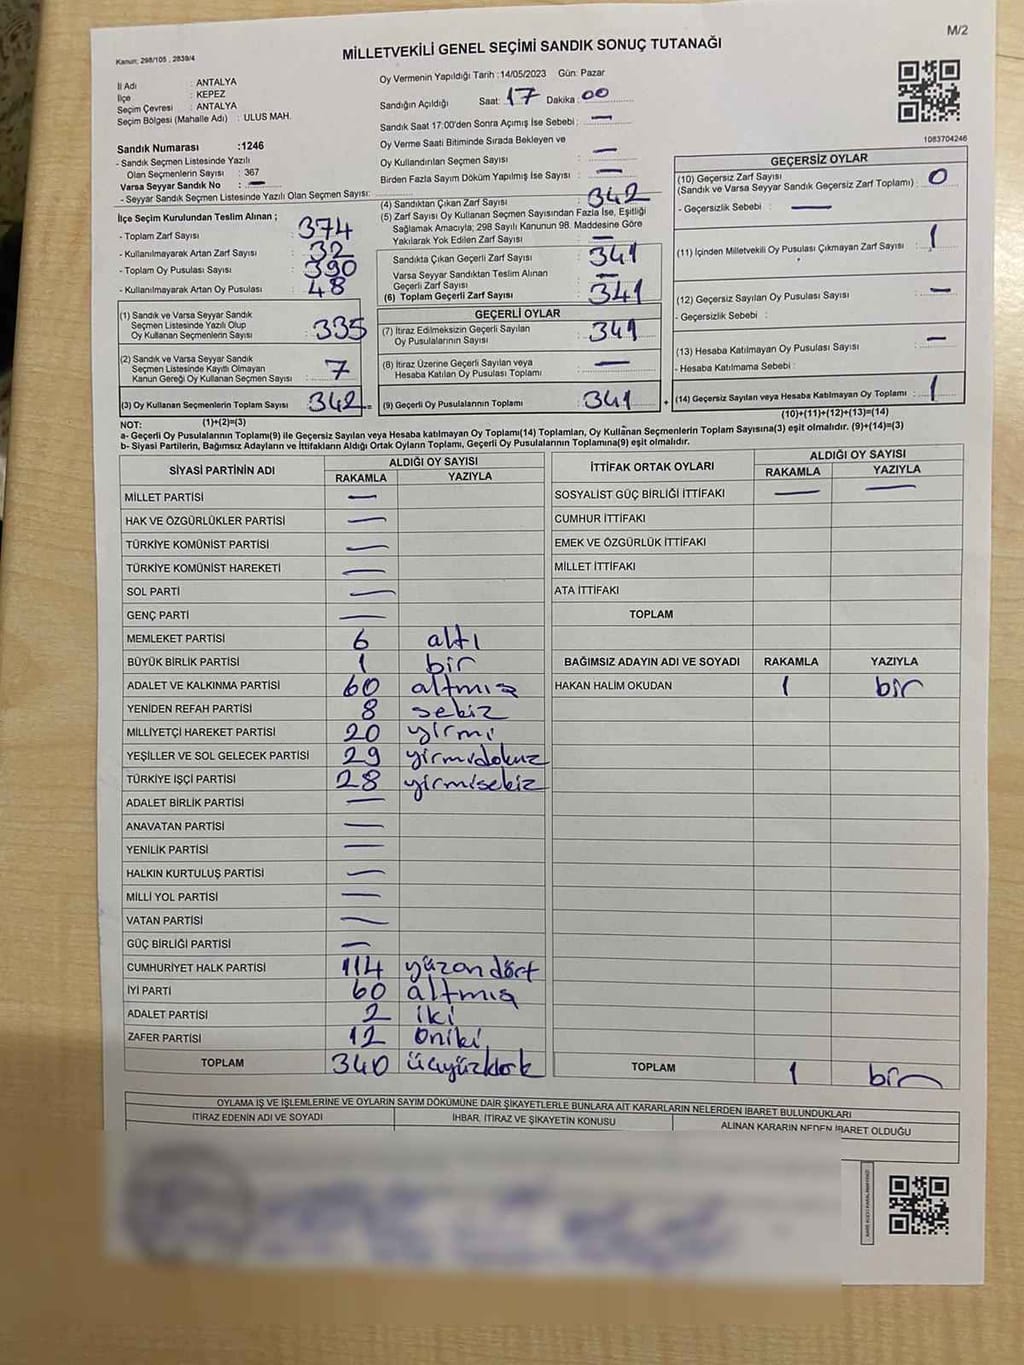 M/2
Kanun: 298/105 , 2839/4
MİLLETVEKİLİ GENEL SEÇİMİ SANDIK SONUÇ TUTANAĞI
İl Adı : ANTALYA
İlçe : KEPEZ
Seçim Çevresi : ANTALYA
Seçim Bölgesi (Mahalle Adı) : ULUS MAH.
Oy Vermenin Yapıldığı Tarih :14/05/2023 Gün: Pazar
Sandığın Açıldığı Saat: 17 Dakika: 00
Sandık Saat 17:00'den Sonra Açımış İse Sebebi : —
Oy Verme Saati Bitiminde Sırada Bekleyen ve
Oy Kullandırılan Seçmen Sayısı : —
Birden Fazla Sayım Döküm Yapılmış İse Sayısı : —
1083704246
Sandık Numarası :1246
- Sandık Seçmen Listesinde Yazılı
Olan Seçmenlerin Sayısı : 367
Varsa Seyyar Sandık No : —
- Seyyar Sandık Seçmen Listesinde Yazılı Olan Seçmen Sayısı:
İlçe Seçim Kurulundan Teslim Alınan ;
- Toplam Zarf Sayısı : 374
- Kullanılmayarak Artan Zarf Sayısı : 32
- Toplam Oy Pusulası Sayısı : 390
- Kullanılmayarak Artan Oy Pusulası : 48
(1) Sandık ve Varsa Seyyar Sandık
Seçmen Listesinde Yazılı Olup
Oy Kullanan Seçmenlerin Sayısı : 335
(2) Sandık ve Varsa Seyyar Sandık
Seçmen Listesinde Kayıtlı Olmayan
Kanun Gereği Oy Kullanan Seçmen Sayısı : 7
(3) Oy Kullanan Seçmenlerin Toplam Sayısı : 342 =
(4) Sandıktan Çıkan Zarf Sayısı : 342
(5) Zarf Sayısı Oy Kullanan Seçmen Sayısından Fazla İse, Eşitliği
Sağlamak Amacıyla; 298 Sayılı Kanunun 98. Maddesine Göre
Yakılarak Yok Edilen Zarf Sayısı : —
Sandıkta Çıkan Geçerli Zarf Sayısı : 341
Varsa Seyyar Sandıktan Teslim Alınan
Geçerli Zarf Sayısı : —
(6) Toplam Geçerli Zarf Sayısı : 341
GEÇERLİ OYLAR
(7) İtiraz Edilmeksizin Geçerli Sayılan
Oy Pusulalarının Sayısı : 341
(8) İtiraz Üzerine Geçerli Sayılan veya
Hesaba Katılan Oy Pusulası Toplamı : —
(9) Geçerli Oy Pusulalarının Toplamı : 341 +
GEÇERSİZ OYLAR
(10) Geçersiz Zarf Sayısı
(Sandık ve Varsa Seyyar Sandık Geçersiz Zarf Toplamı) : 0
- Geçersizlik Sebebi : —
(11) İçinden Milletvekili Oy Pusulası Çıkmayan Zarf Sayısı : 1
(12) Geçersiz Sayılan Oy Pusulası Sayısı : —
- Geçersizlik Sebebi :
(13) Hesaba Katılmayan Oy Pusulası Sayısı : —
- Hesaba Katılmama Sebebi :
(14) Geçersiz Sayılan veya Hesaba Katılmayan Oy Toplamı : 1
NOT: (1)+(2)=(3) (10)+(11)+(12)+(13)=(14)
a- Geçerli Oy Pusulalarının Toplamı(9) ile Geçersiz Sayılan veya Hesaba katılmayan Oy Toplamı(14) Toplamları, Oy Kullanan Seçmenlerin Toplam Sayısına(3) eşit olmalıdır. (9)+(14)=(3)
b- Siyasi Partilerin, Bağımsız Adayların ve İttifakların Aldığı Ortak Oyların Toplamı, Geçerli Oy Pusulalarının Toplamına(9) eşit olmalıdır.
SİYASİ PARTİNİN ADI ALDIĞI OY SAYISI
RAKAMLA YAZIYLA
MİLLET PARTİSİ —
HAK VE ÖZGÜRLÜKLER PARTİSİ —
TÜRKİYE KOMÜNİST PARTİSİ —
TÜRKİYE KOMÜNİST HAREKETİ —
SOL PARTİ —
GENÇ PARTİ —
MEMLEKET PARTİSİ 6 altı
BÜYÜK BİRLİK PARTİSİ 1 bir
ADALET VE KALKINMA PARTİSİ 60 altmış
YENİDEN REFAH PARTİSİ 8 sekiz
MİLLİYETÇİ HAREKET PARTİSİ 20 yirmi
YEŞİLLER VE SOL GELECEK PARTİSİ 29 yirmidokuz
TÜRKİYE İŞÇİ PARTİSİ 28 yirmisekiz
ADALET BİRLİK PARTİSİ —
ANAVATAN PARTİSİ —
YENİLİK PARTİSİ —
HALKIN KURTULUŞ PARTİSİ —
MİLLİ YOL PARTİSİ —
VATAN PARTİSİ —
GÜÇ BİRLİĞİ PARTİSİ —
CUMHURİYET HALK PARTİSİ 114 yüzondört
İYİ PARTİ 60 altmış
ADALET PARTİSİ 2 iki
ZAFER PARTİSİ 12 oniki
TOPLAM 340 üçyüzkırk
İTTİFAK ORTAK OYLARI ALDIĞI OY SAYISI
RAKAMLA YAZIYLA
SOSYALİST GÜÇ BİRLİĞİ İTTİFAKI — —
CUMHUR İTTİFAKI
EMEK VE ÖZGÜRLÜK İTTİFAKI
MİLLET İTTİFAKI
ATA İTTİFAKI
TOPLAM
BAĞIMSIZ ADAYIN ADI VE SOYADI RAKAMLA YAZIYLA
HAKAN HALİM OKUDAN 1 bir
TOPLAM 1 bir
OYLAMA İŞ VE İŞLEMLERİNE VE OYLARIN SAYIM DÖKÜMÜNE DAİR ŞİKAYETLERLE BUNLARA AİT KARARLARIN NELERDEN İBARET BULUNDUKLARI
İTİRAZ EDENİN ADI VE SOYADI İHBAR, İTİRAZ VE ŞİKAYETİN KONUSU ALINAN KARARIN NEDEN İBARET OLDUĞU